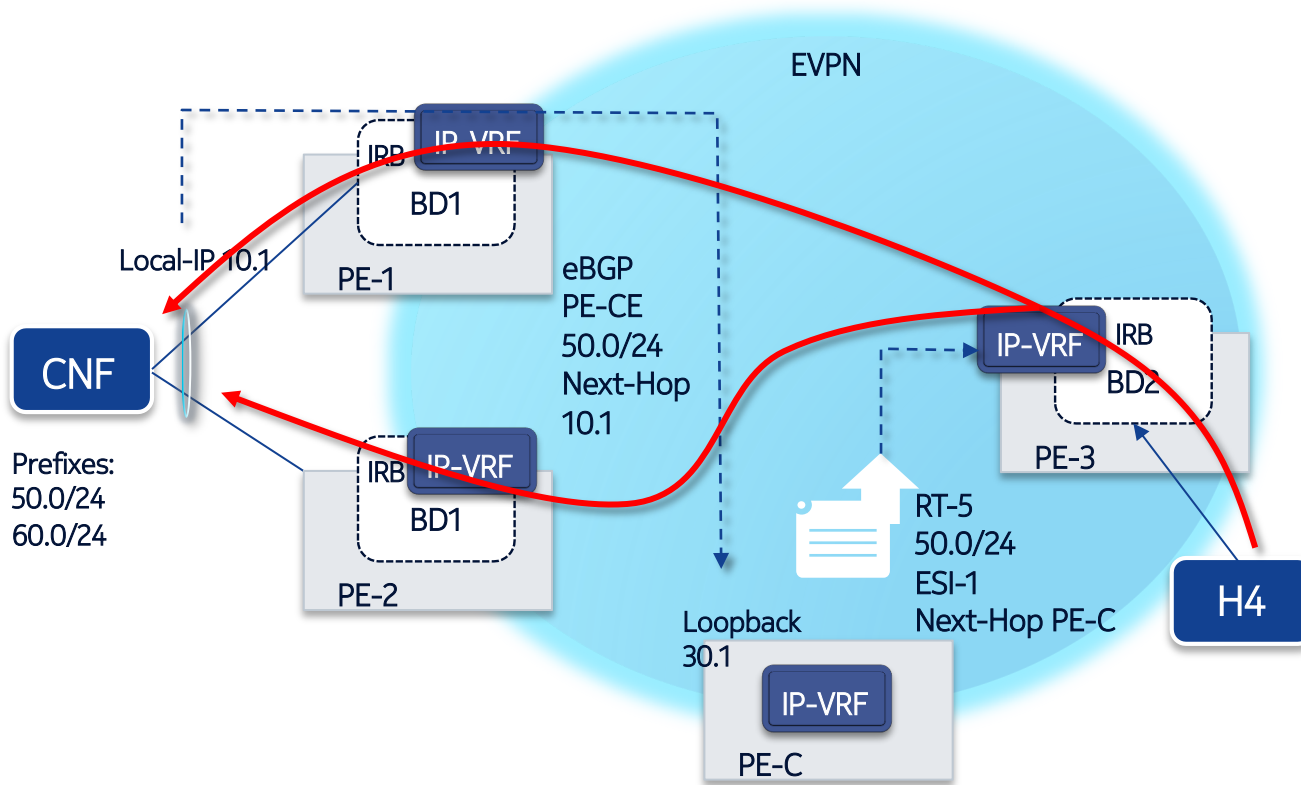 EVPN
IP-VRF
IRB
BD1
PE-1
Local-IP 10.1
eBGP
PE-CE
50.0/24
Next-Hop
10.1
CNF
Prefixes:
50.0/24
60.0/24
IP-VRF
IRB
BD1
PE-2
IP-VRF
IRB
BD2
PE-3
RT-5
50.0/24
ESI-1
Next-Hop PE-C
H4
Loopback
30.1
IP-VRF
PE-C